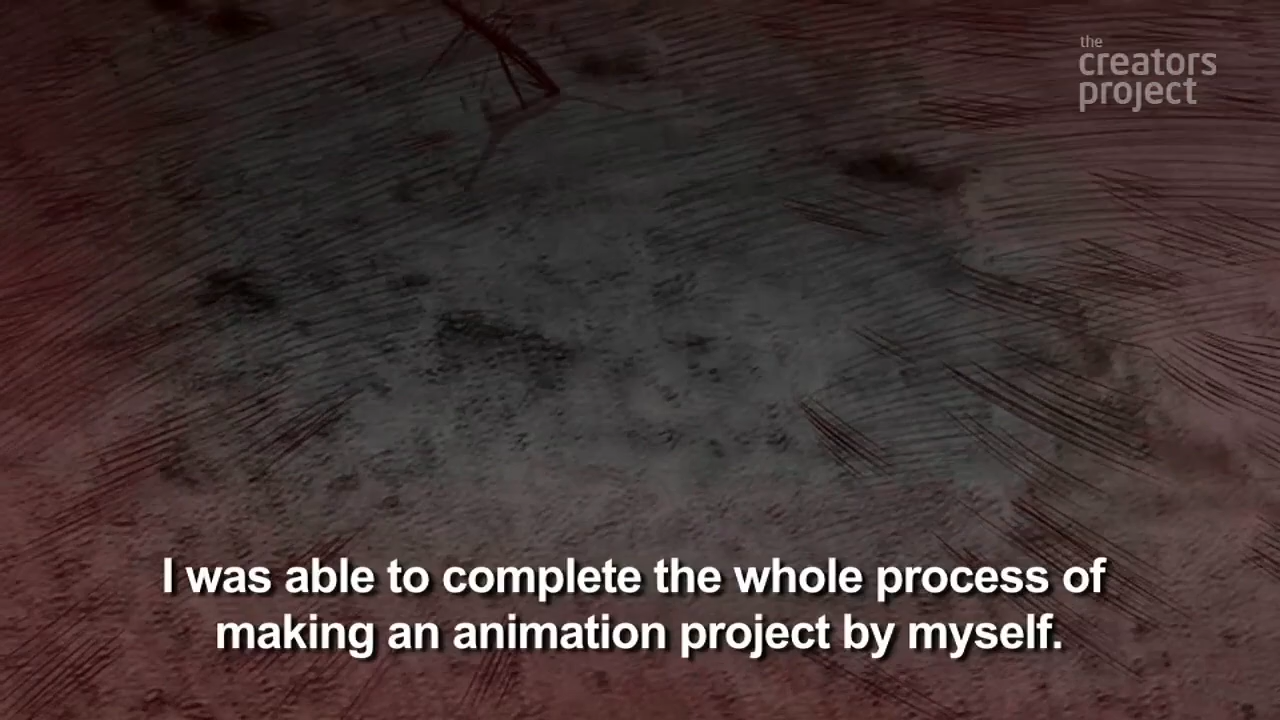 the
creators
project
I was able to complete the whole process of
making an animation project by myself.